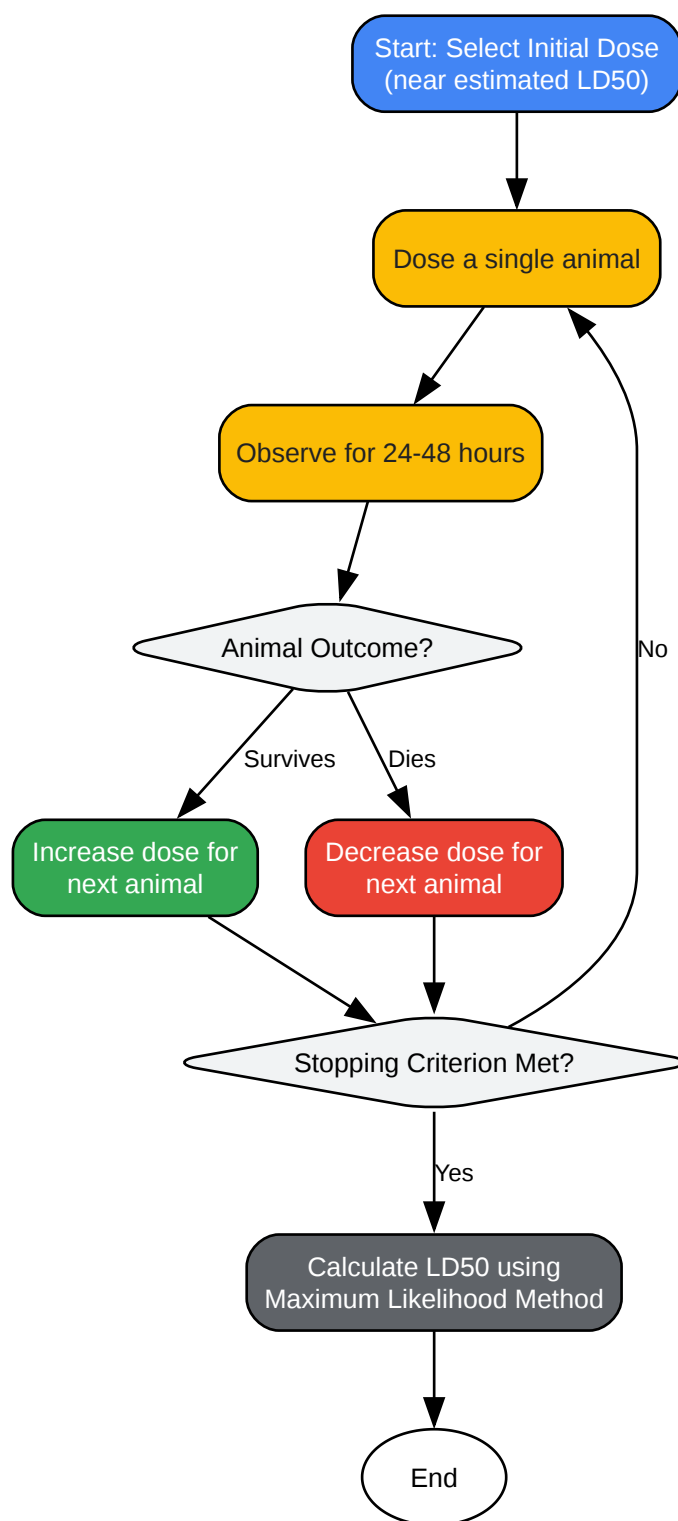 Start: Select Initial Dose
(near estimated LD50)
Dose a single animal
Observe for 24-48 hours
Animal Outcome?
No
Survives
Dies
Increase dose for
next animal
Decrease dose for
next animal
Stopping Criterion Met?
Yes
Calculate LD50 using
Maximum Likelihood Method
End